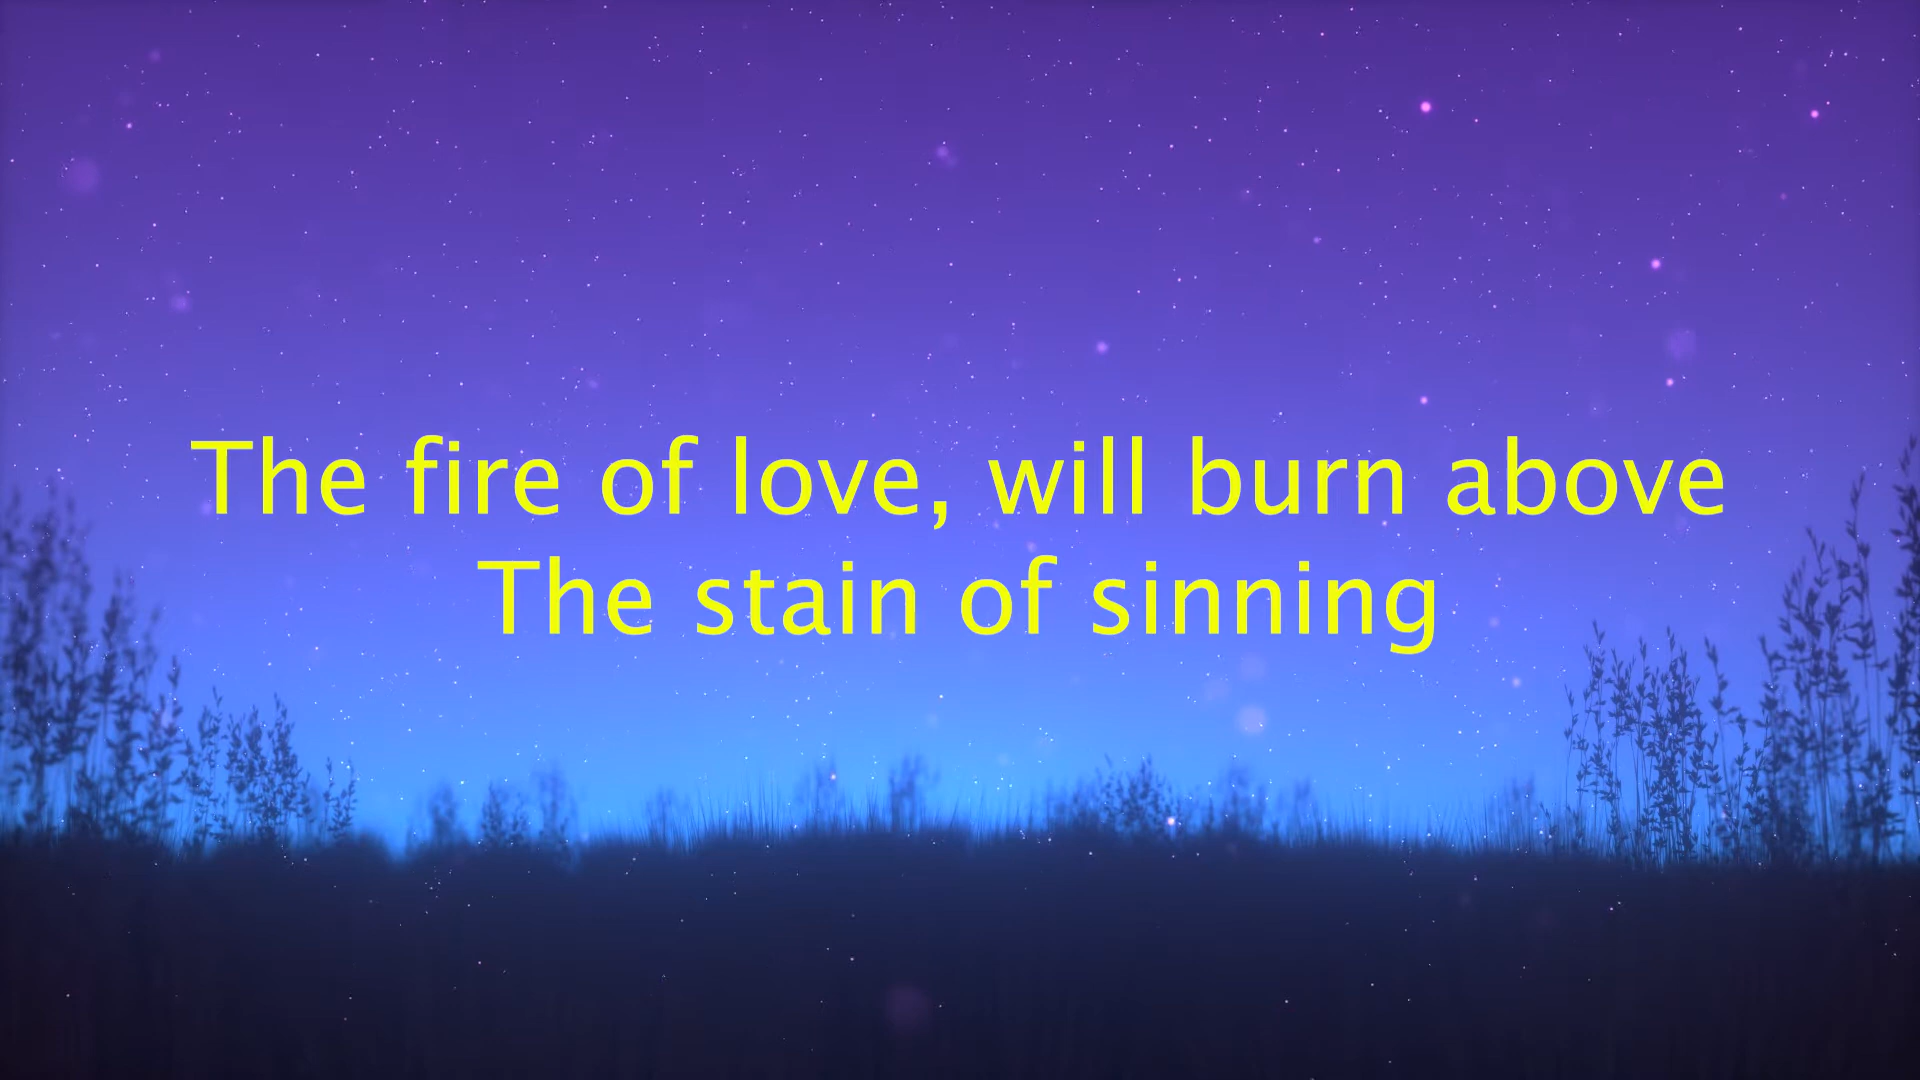 The fire of love, will burn above
The stain of sinning